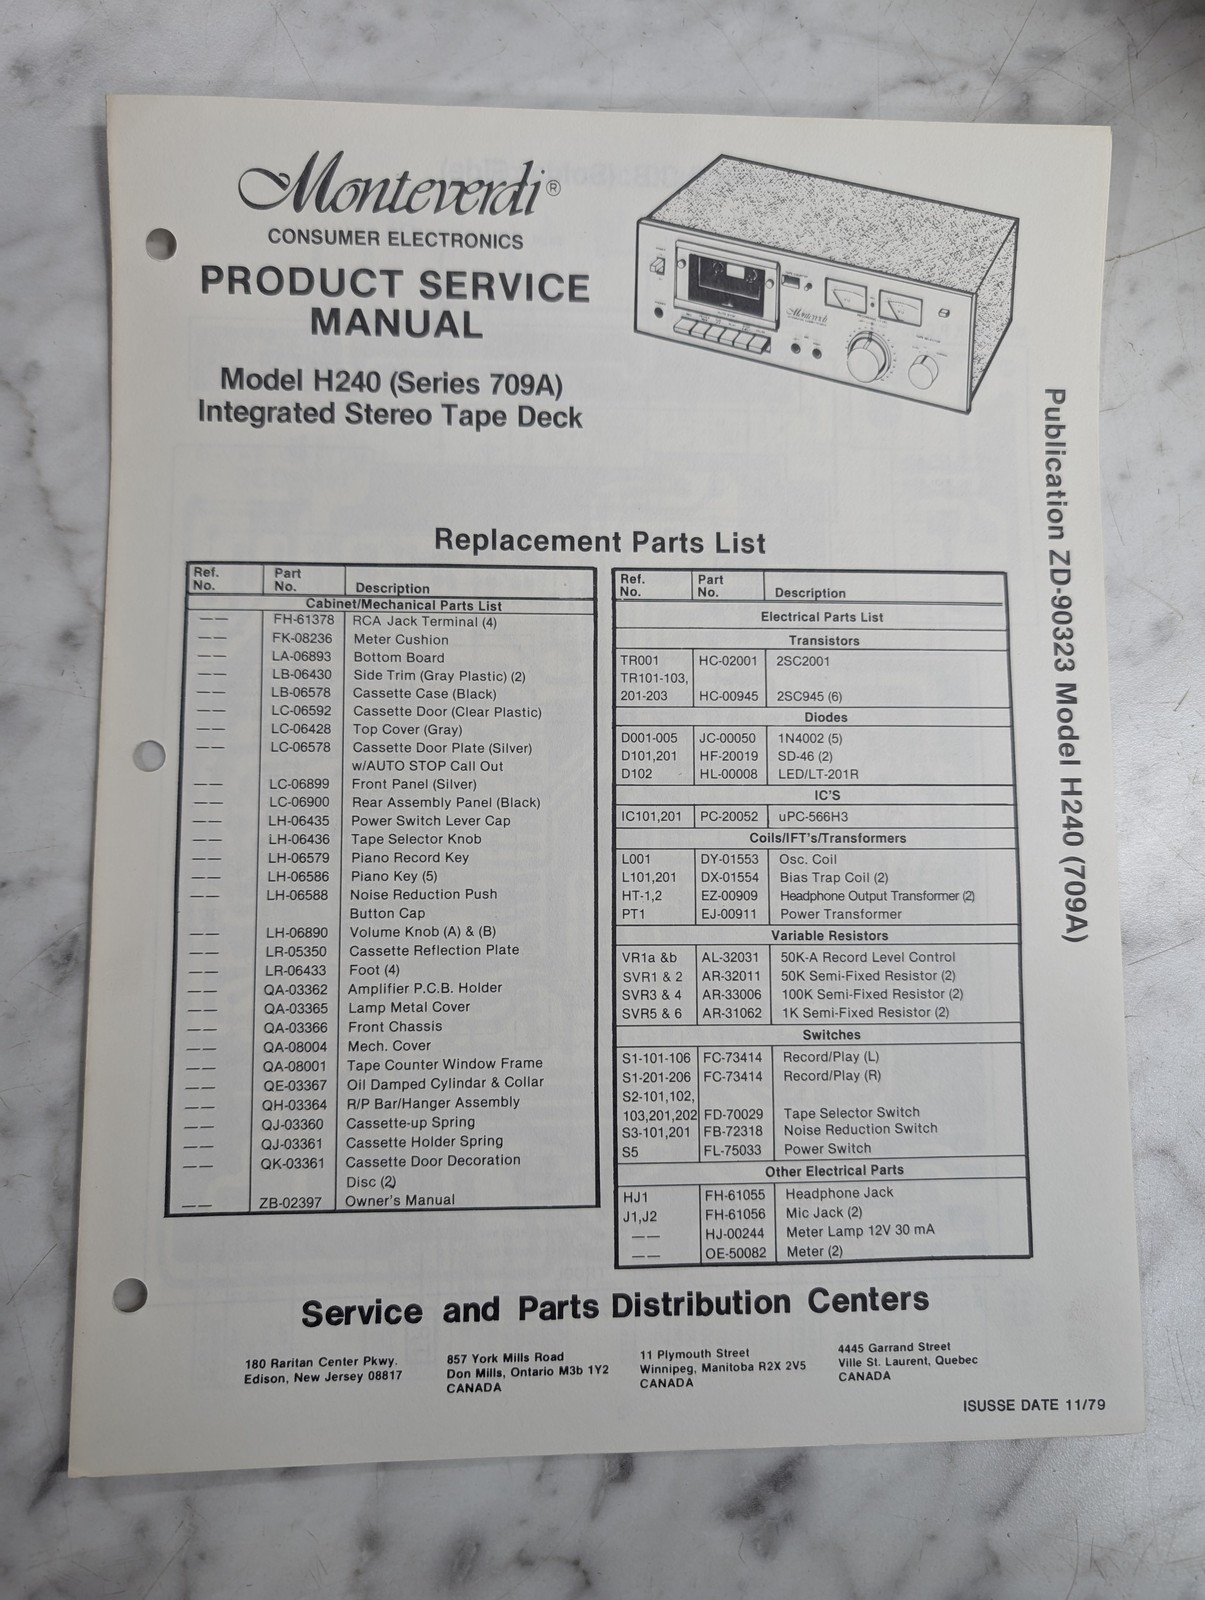 Monteverdi®
CONSUMER ELECTRONICS
PRODUCT SERVICE
MANUAL
Model H240 (Series 709A)
Integrated Stereo Tape Deck
Monteverdi
Publication ZD-90323 Model H240 (709A)
Replacement Parts List
Ref. No. Part No. Description
Cabinet/Mechanical Parts List
—— FH-61378 RCA Jack Terminal (4)
—— FK-08236 Meter Cushion
—— LA-06893 Bottom Board
—— LB-06430 Side Trim (Gray Plastic) (2)
—— LB-06578 Cassette Case (Black)
—— LC-06592 Cassette Door (Clear Plastic)
—— LC-06428 Top Cover (Gray)
—— LC-06578 Cassette Door Plate (Silver)
w/AUTO STOP Call Out
—— LC-06899 Front Panel (Silver)
—— LC-06900 Rear Assembly Panel (Black)
—— LH-06435 Power Switch Lever Cap
—— LH-06436 Tape Selector Knob
—— LH-06579 Piano Record Key
—— LH-06586 Piano Key (5)
—— LH-06588 Noise Reduction Push
Button Cap
—— LH-06890 Volume Knob (A) & (B)
—— LR-05350 Cassette Reflection Plate
—— LR-06433 Foot (4)
—— QA-03362 Amplifier P.C.B. Holder
—— QA-03365 Lamp Metal Cover
—— QA-03366 Front Chassis
—— QA-08004 Mech. Cover
—— QA-08001 Tape Counter Window Frame
—— QE-03367 Oil Damped Cylindar & Collar
—— QH-03364 R/P Bar/Hanger Assembly
—— QJ-03360 Cassette-up Spring
—— QJ-03361 Cassette Holder Spring
—— QK-03361 Cassette Door Decoration
Disc (2)
—— ZB-02397 Owner's Manual
Ref. No. Part No. Description
Electrical Parts List
Transistors
TR001 HC-02001 2SC2001
TR101-103,
201-203 HC-00945 2SC945 (6)
Diodes
D001-005 JC-00050 1N4002 (5)
D101,201 HF-20019 SD-46 (2)
D102 HL-00008 LED/LT-201R
IC'S
IC101,201 PC-20052 uPC-566H3
Coils/IFT's/Transformers
L001 DY-01553 Osc. Coil
L101,201 DX-01554 Bias Trap Coil (2)
HT-1,2 EZ-00909 Headphone Output Transformer (2)
PT1 EJ-00911 Power Transformer
Variable Resistors
VR1a &b AL-32031 50K-A Record Level Control
SVR1 & 2 AR-32011 50K Semi-Fixed Resistor (2)
SVR3 & 4 AR-33006 100K Semi-Fixed Resistor (2)
SVR5 & 6 AR-31062 1K Semi-Fixed Resistor (2)
Switches
S1-101-106 FC-73414 Record/Play (L)
S1-201-206 FC-73414 Record/Play (R)
S2-101,102,
103,201,202 FD-70029 Tape Selector Switch
S3-101,201 FB-72318 Noise Reduction Switch
S5 FL-75033 Power Switch
Other Electrical Parts
HJ1 FH-61055 Headphone Jack
J1,J2 FH-61056 Mic Jack (2)
—— HJ-00244 Meter Lamp 12V 30 mA
—— OE-50082 Meter (2)
Service and Parts Distribution Centers
180 Raritan Center Pkwy.
Edison, New Jersey 08817
857 York Mills Road
Don Mills, Ontario M3b 1Y2
CANADA
11 Plymouth Street
Winnipeg, Manitoba R2X 2V5
CANADA
4445 Garrand Street
Ville St. Laurent, Quebec
CANADA
ISUSSE DATE 11/79